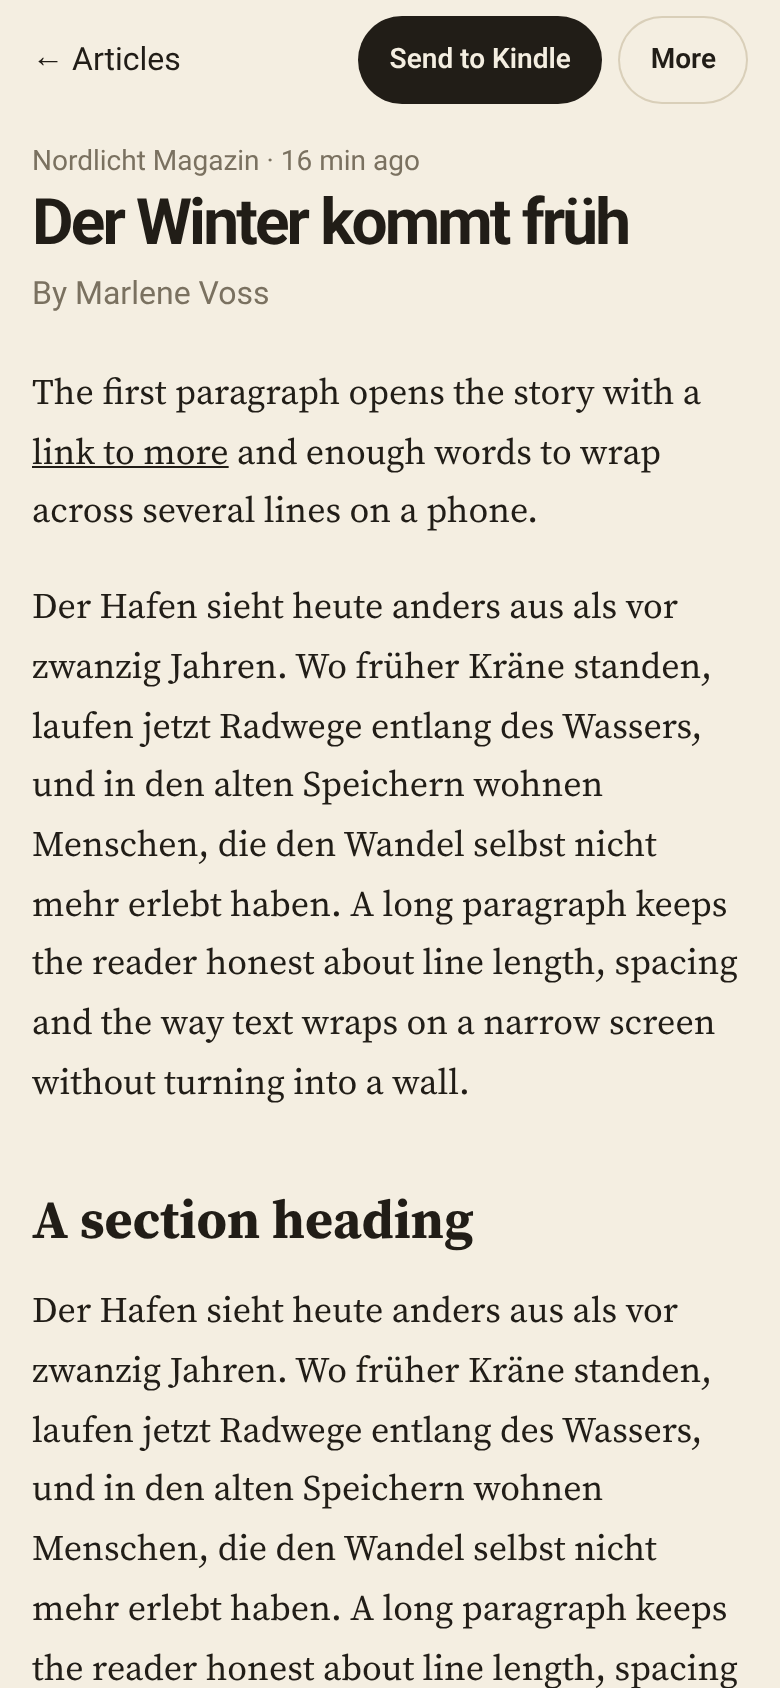 ← Articles
Send to Kindle
More
Nordlicht Magazin · 16 min ago
Der Winter kommt früh
By Marlene Voss
The first paragraph opens the story with a
link to more and enough words to wrap
across several lines on a phone.
Der Hafen sieht heute anders aus als vor
zwanzig Jahren. Wo früher Kräne standen,
laufen jetzt Radwege entlang des Wassers,
und in den alten Speichern wohnen
Menschen, die den Wandel selbst nicht
mehr erlebt haben. A long paragraph keeps
the reader honest about line length, spacing
and the way text wraps on a narrow screen
without turning into a wall.
A section heading
Der Hafen sieht heute anders aus als vor
zwanzig Jahren. Wo früher Kräne standen,
laufen jetzt Radwege entlang des Wassers,
und in den alten Speichern wohnen
Menschen, die den Wandel selbst nicht
mehr erlebt haben. A long paragraph keeps
the reader honest about line length, spacing